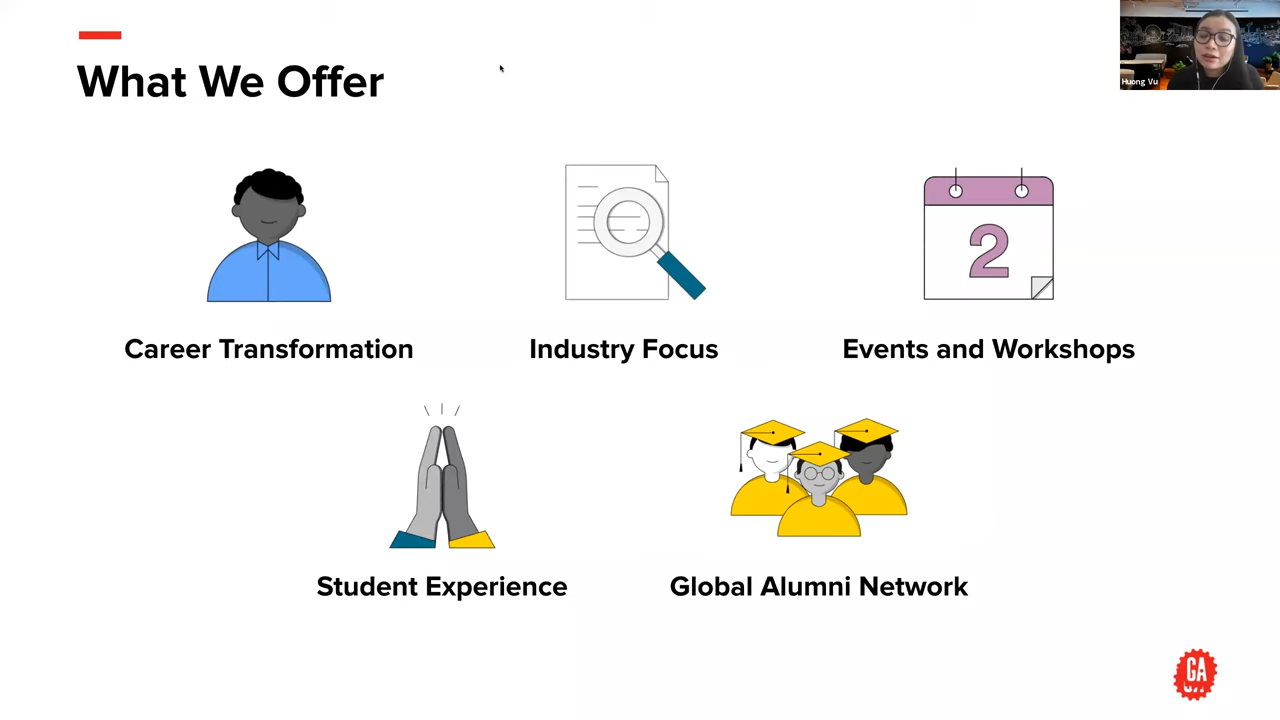 What We Offer
Huong Vu
2
Career Transformation
Industry Focus
Events and Workshops
Student Experience
Global Alumni Network
GA